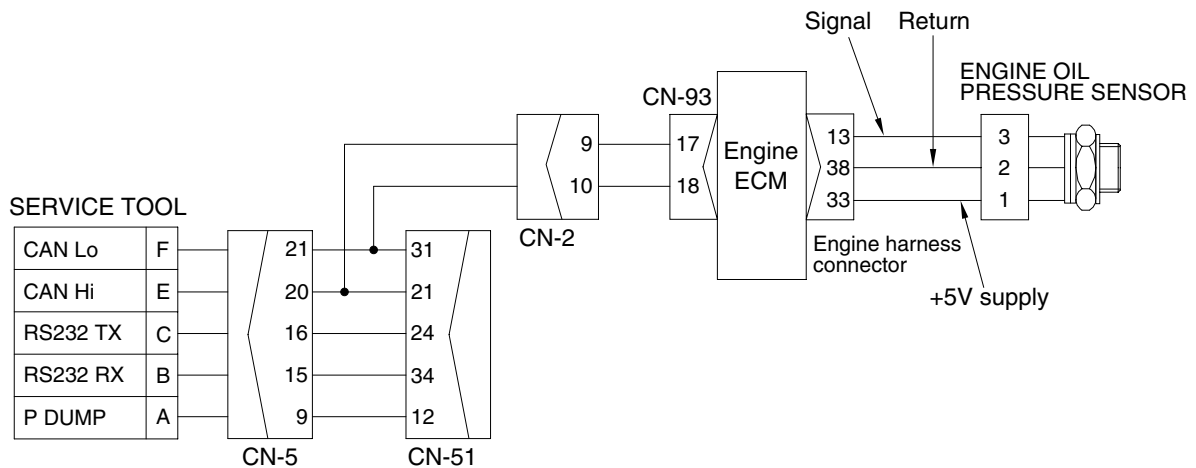 Signal Return
ENGINE OIL
PRESSURE SENSOR
CN-93
9 17 13 3
Engine
ECM
38 2
10 18 33 1
SERVICE TOOL
CN-2
CAN Lo F 21 31
Engine harness
connector
CAN Hi E 20 21
+5V supply
RS232 TX C 16 24
RS232 RX B 15 34
P DUMP A 9 12
CN-5 CN-51